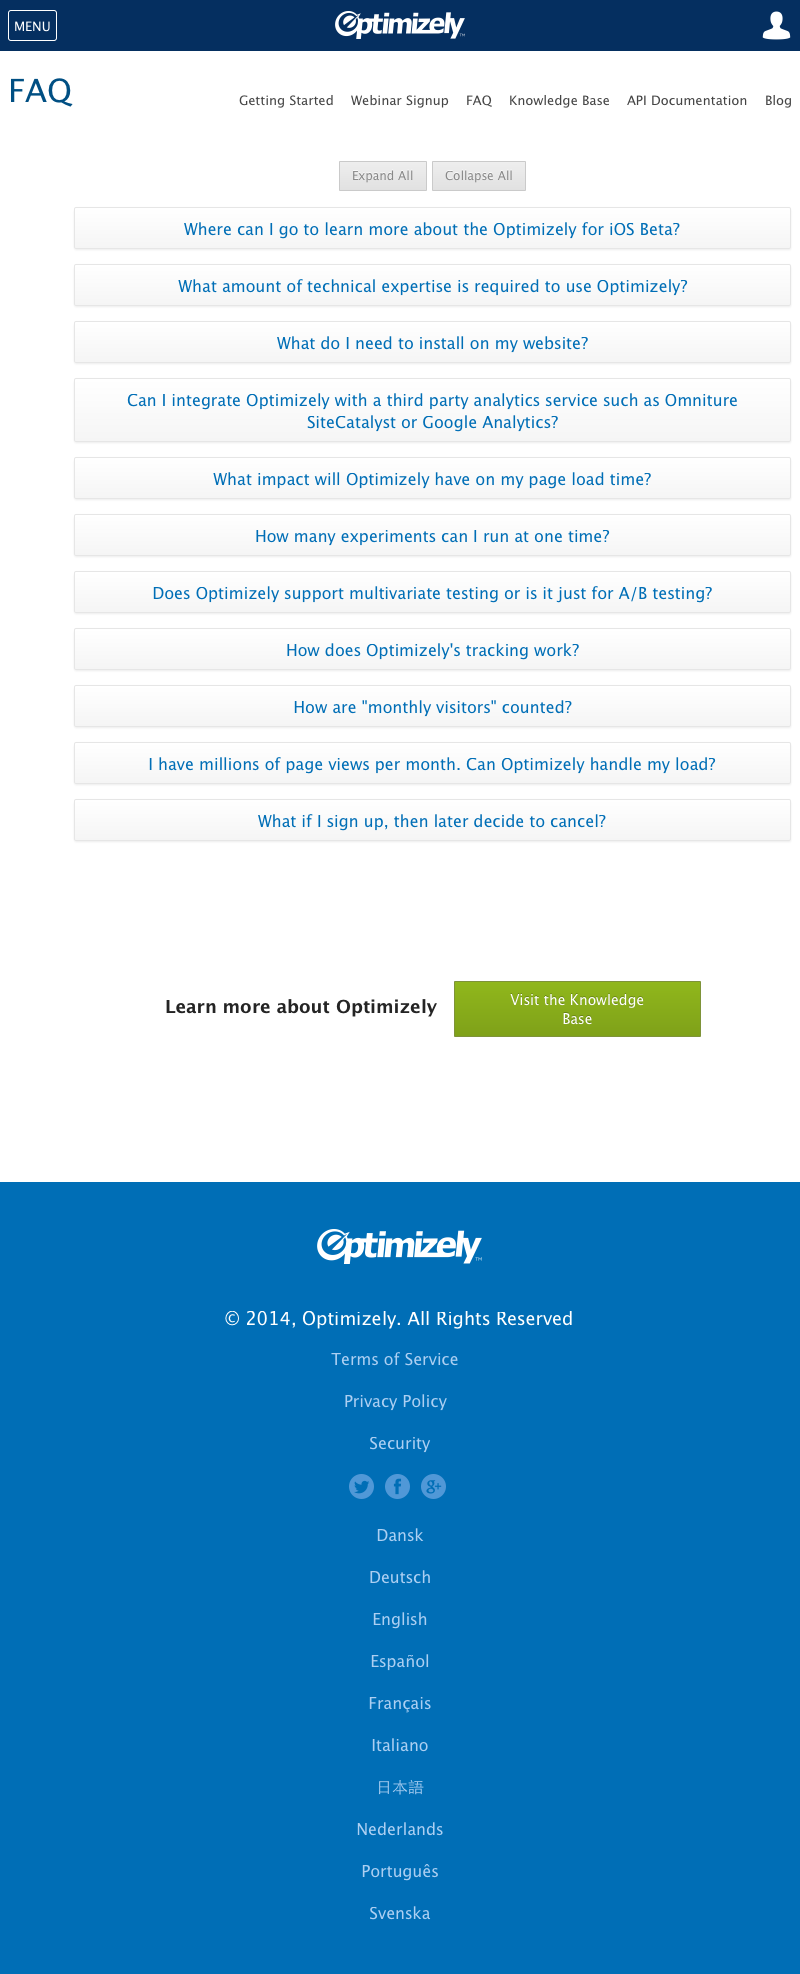 MENU
Optimizely™
FAQ
Getting Started Webinar Signup FAQ Knowledge Base API Documentation Blog
Expand All Collapse All
Where can I go to learn more about the Optimizely for iOS Beta?
What amount of technical expertise is required to use Optimizely?
What do I need to install on my website?
Can I integrate Optimizely with a third party analytics service such as Omniture
SiteCatalyst or Google Analytics?
What impact will Optimizely have on my page load time?
How many experiments can I run at one time?
Does Optimizely support multivariate testing or is it just for A/B testing?
How does Optimizely's tracking work?
How are "monthly visitors" counted?
I have millions of page views per month. Can Optimizely handle my load?
What if I sign up, then later decide to cancel?
Learn more about Optimizely
Visit the Knowledge
Base
Optimizely™
© 2014, Optimizely. All Rights Reserved
Terms of Service
Privacy Policy
Security
Dansk
Deutsch
English
Español
Français
Italiano
日本語
Nederlands
Português
Svenska